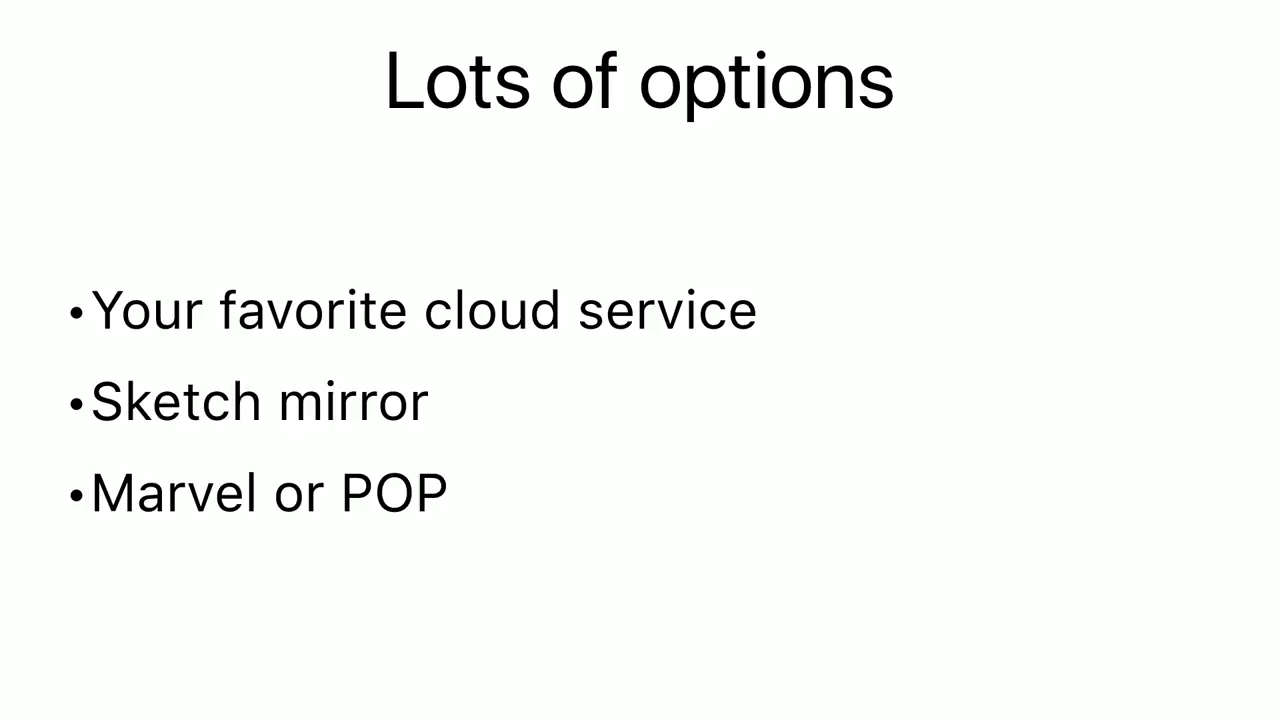 Lots of options
•Your favorite cloud service
•Sketch mirror
•Marvel or POP